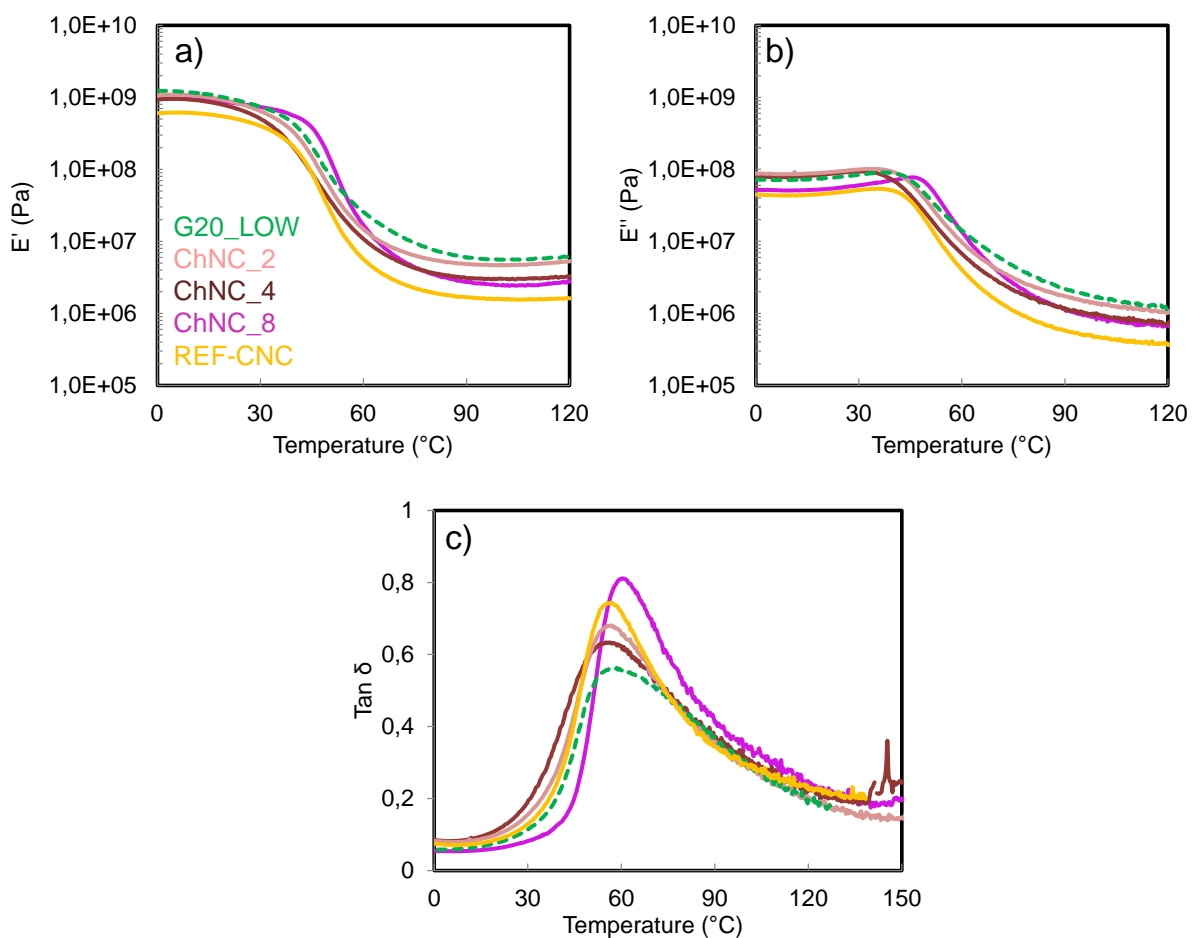 a)
1,0E+10
1,0E+09
1,0E+08
1,0E+07
1,0E+06
1,0E+05
E' (Pa)
G20_LOW
ChNC_2
ChNC_4
ChNC_8
REF-CNC
0 30 60 90 120
Temperature (°C)
b)
1,0E+10
1,0E+09
1,0E+08
1,0E+07
1,0E+06
1,0E+05
E'' (Pa)
0 30 60 90 120
Temperature (°C)
c)
1
0,8
0,6
0,4
0,2
0
Tan δ
0 30 60 90 120 150
Temperature (°C)